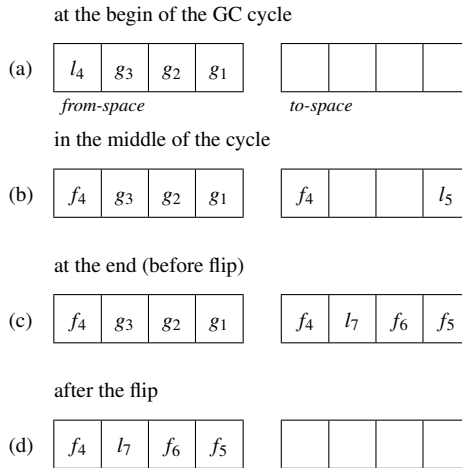 at the begin of the GC cycle
(a) l4 g3 g2 g1
from-space to-space
in the middle of the cycle
(b) f4 g3 g2 g1 f4 l5
at the end (before flip)
(c) f4 g3 g2 g1 f4 l7 f6 f5
after the flip
(d) f4 l7 f6 f5